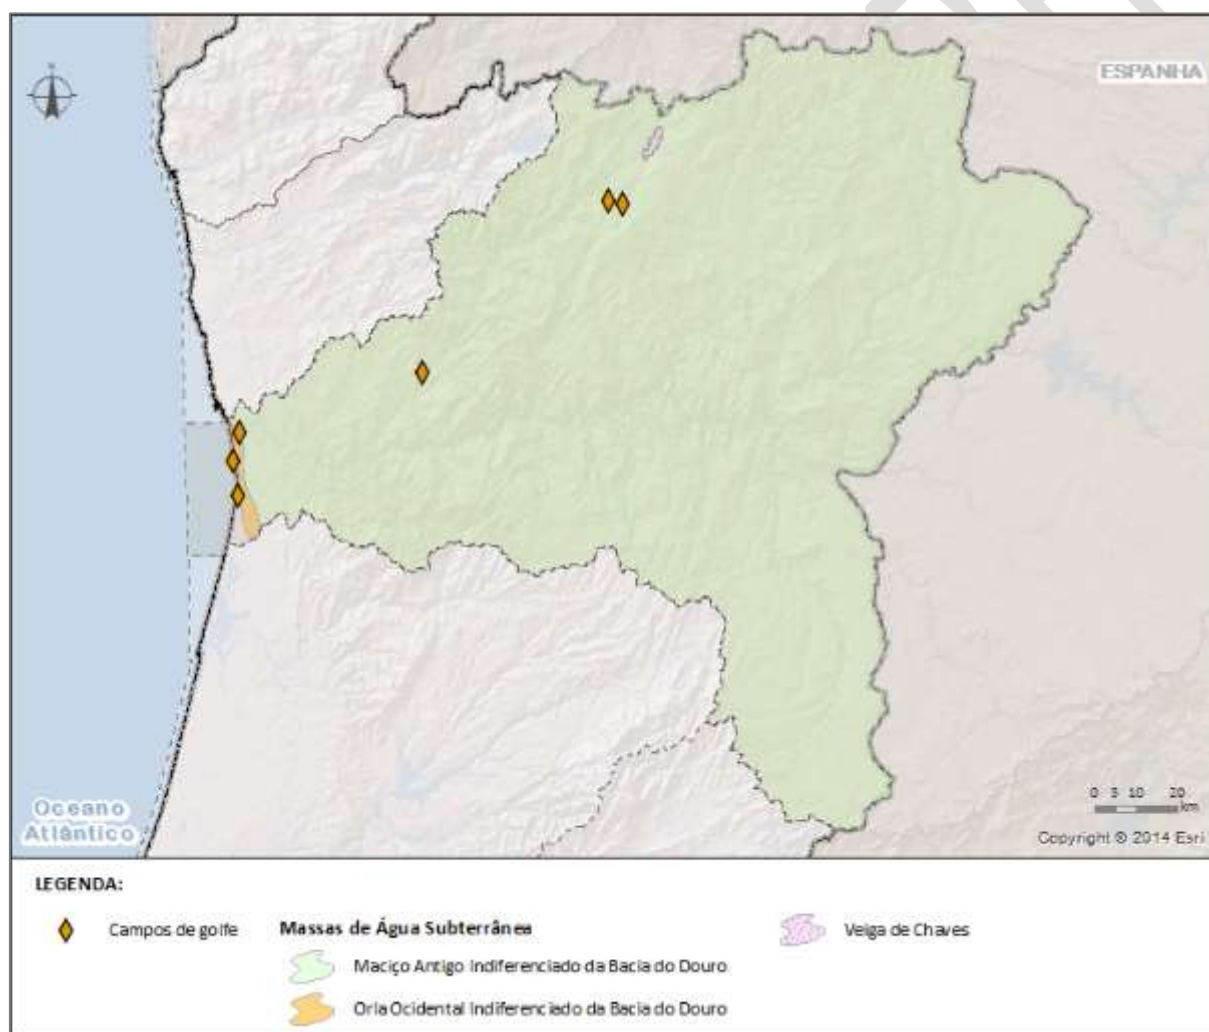 ESPANHA
N
Oceano
Atlântico
0 5 10 20
km
Copyright © 2014 Esri
LEGENDA:
Campos de golfe
Massas de Água Subterrânea
Veiga de Chaves
Maciço Antigo Indiferenciado da Bacia do Douro
Orla Ocidental Indiferenciado da Bacia do Douro